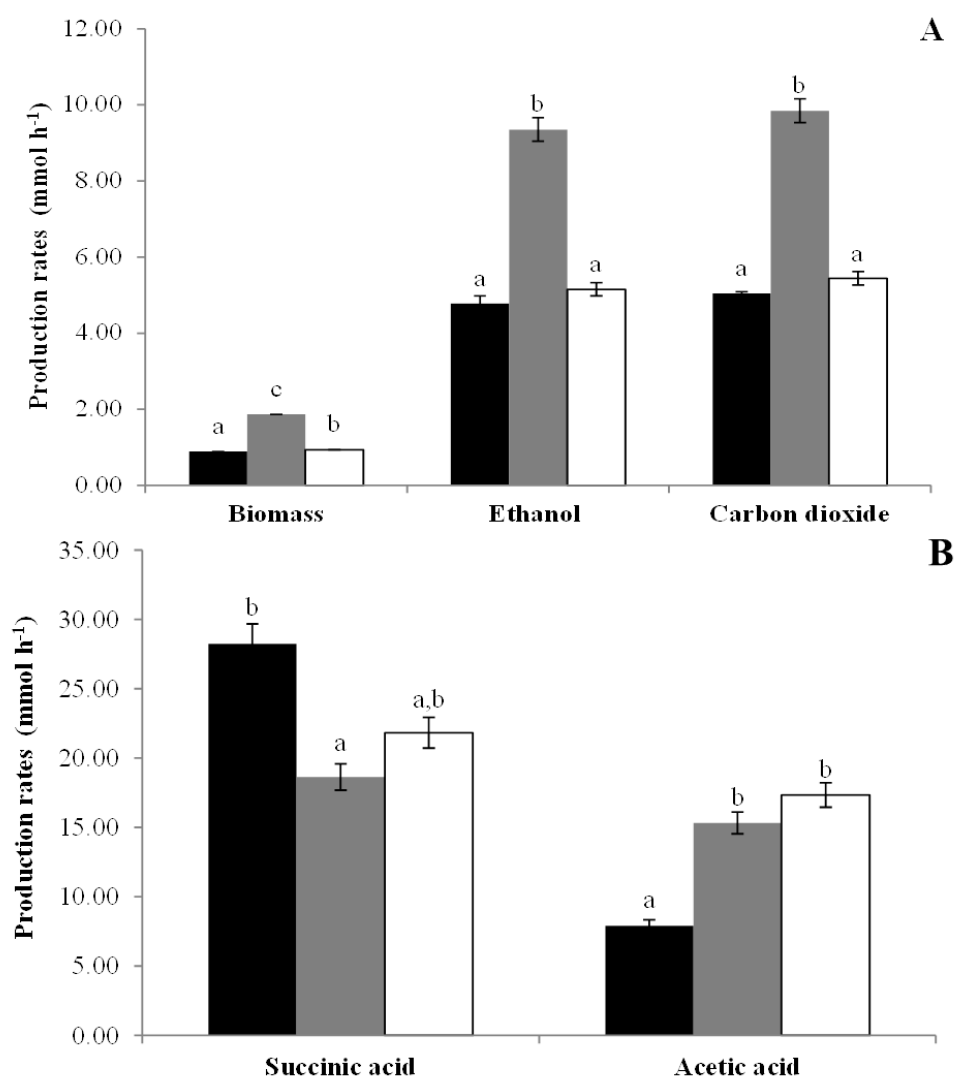 A
Production rates (mmol h⁻¹)
12.00
10.00
8.00
6.00
4.00
2.00
0.00
a
c
b
a
b
a
a
b
a
Biomass
Ethanol
Carbon dioxide
B
Production rates (mmol h⁻¹)
35.00
30.00
25.00
20.00
15.00
10.00
5.00
0.00
b
a
a,b
a
b
b
Succinic acid
Acetic acid